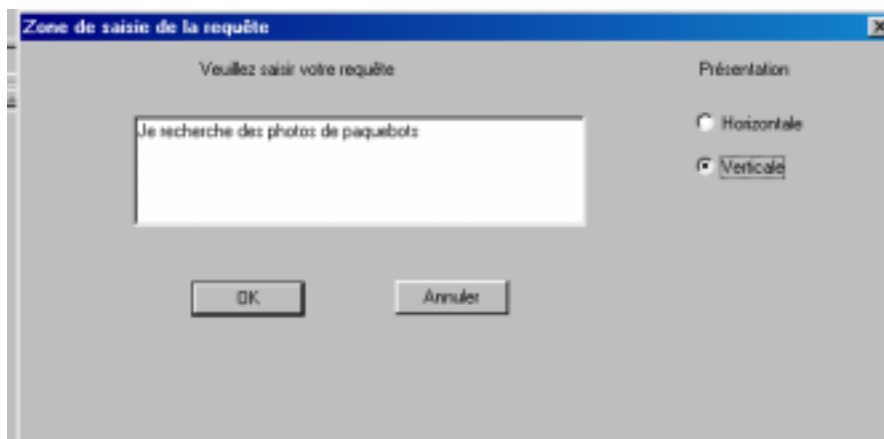 Zone de saisie de la requête
Veuillez saisir votre requête
Présentation
Je recherche des photos de paquebots
Horizontale
Verticale
OK
Annuler